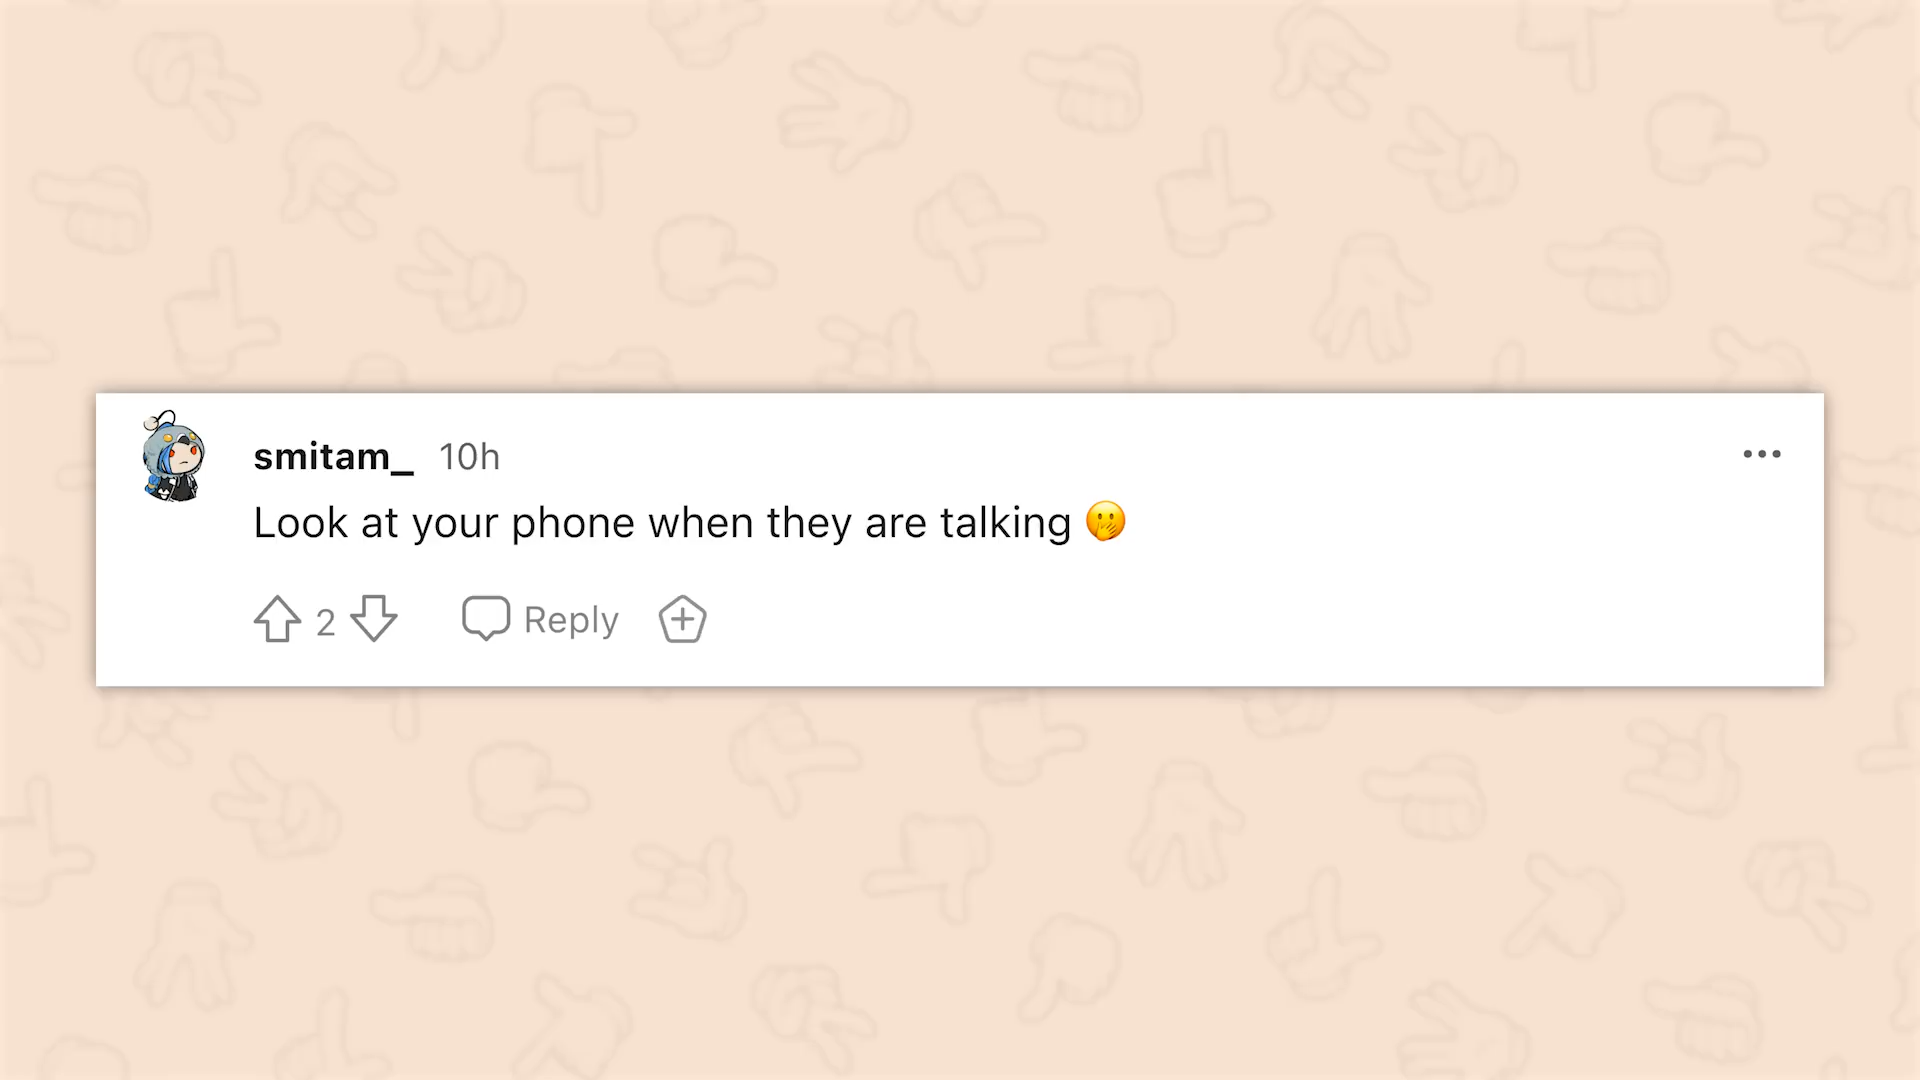 smitam_ 10h
Look at your phone when they are talking 🤭
2 Reply